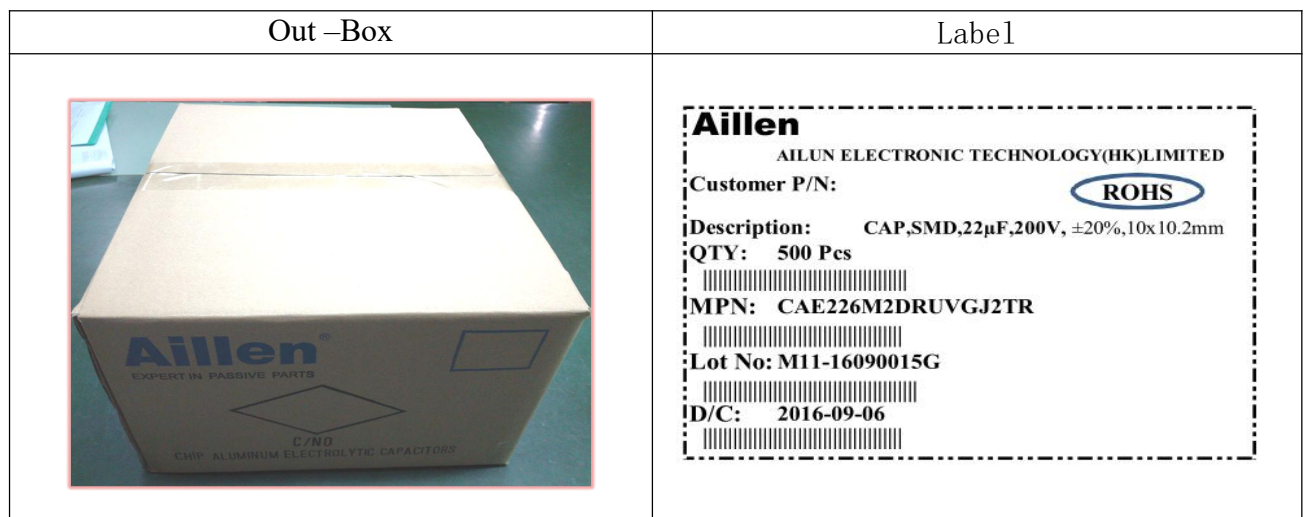 Out –Box
Label
Aillen®
EXPERT IN PASSIVE PARTS
C/NO
CHIP ALUMINUM ELECTROLYTIC CAPACITORS
Aillen
AILUN ELECTRONIC TECHNOLOGY(HK)LIMITED
Customer P/N:
ROHS
Description: CAP,SMD,22μF,200V, ±20%,10x10.2mm
QTY: 500 Pcs
MPN: CAE226M2DRUVGJ2TR
Lot No: M11-16090015G
D/C: 2016-09-06